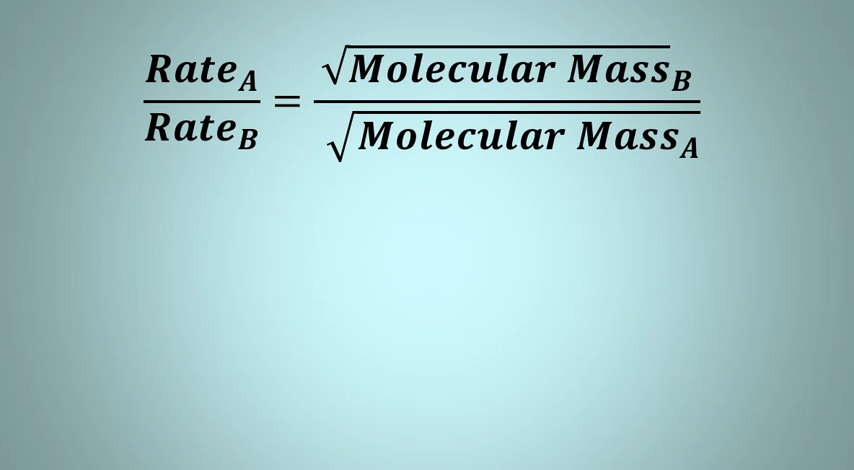 Rate_A / Rate_B = √Molecular Mass_B / √Molecular Mass_A